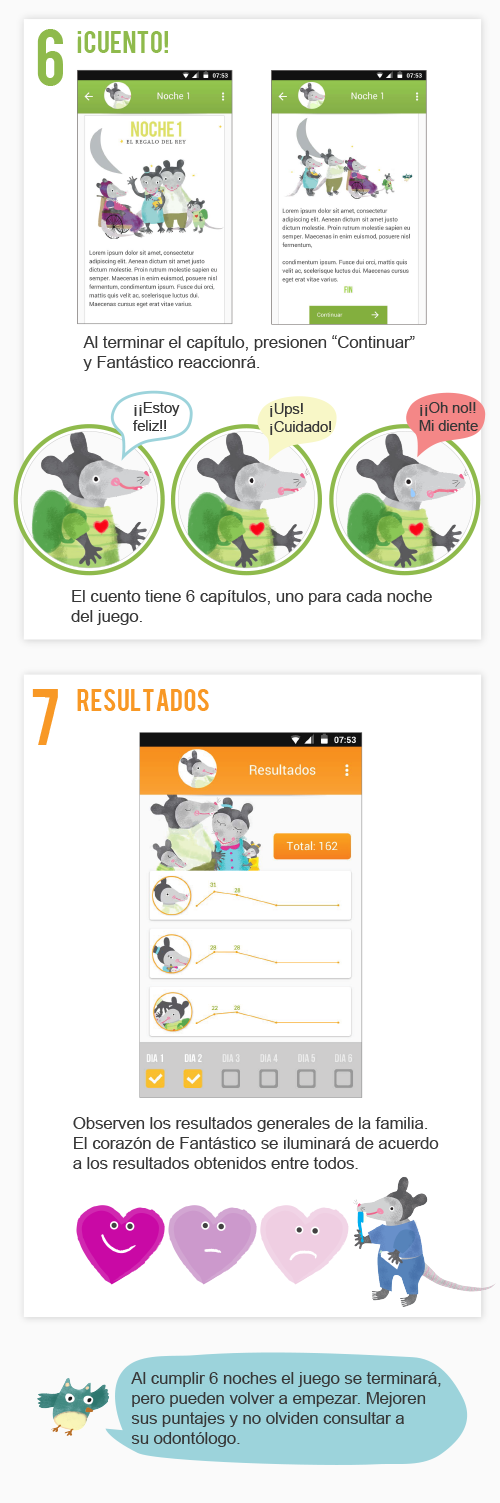 6
¡CUENTO!
07:53
Noche 1
NOCHE 1
EL REGALO DEL REY
Lorem ipsum dolor sit amet, consectetur
adipiscing elit. Aenean dictum sit amet justo
dictum molestie. Proin rutrum molestie sapien eu
semper. Maecenas in enim euismod, posuere nisl
fermentum, condimentum ipsum. Fusce dui orci,
mattis quis velit ac, scelerisque luctus dui.
Maecenas cursus eget erat vitae varius.
07:53
Noche 1
Lorem ipsum dolor sit amet, consectetur
adipiscing elit. Aenean dictum sit amet justo
dictum molestie. Proin rutrum molestie sapien eu
semper. Maecenas in enim euismod, posuere nisl
fermentum,
condimentum ipsum. Fusce dui orci, mattis quis
velit ac, scelerisque luctus dui. Maecenas cursus
eget erat vitae varius.
FIN
Continuar
Al terminar el capítulo, presionen “Continuar”
y Fantástico reaccionrá.
¡¡Estoy
feliz!!
¡Ups!
¡Cuidado!
¡¡Oh no!!
Mi diente
El cuento tiene 6 capítulos, uno para cada noche
del juego.
7
RESULTADOS
07:53
Resultados
Total: 162
31 28
28 28
22 28
DIA 1 DIA 2 DIA 3 DIA 4 DIA 5 DIA 6
Observen los resultados generales de la familia.
El corazón de Fantástico se iluminará de acuerdo
a los resultados obtenidos entre todos.
Al cumplir 6 noches el juego se terminará,
pero pueden volver a empezar. Mejoren
sus puntajes y no olviden consultar a
su odontólogo.